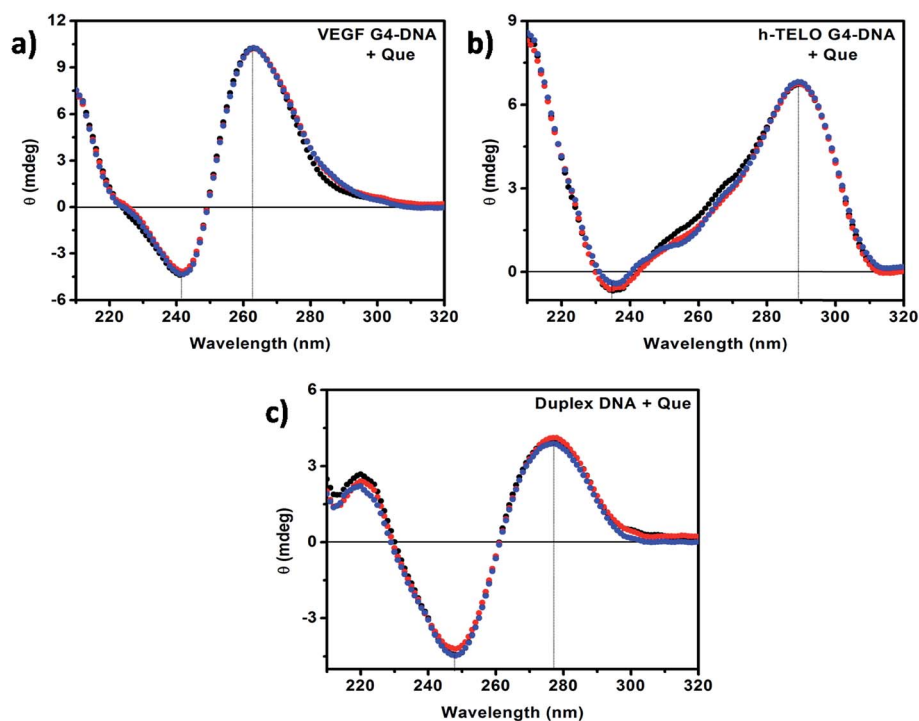 a)
VEGF G4-DNA
+ Que
12
9
6
3
0
-3
-6
θ (mdeg)
220 240 260 280 300 320
Wavelength (nm)
b)
h-TELO G4-DNA
+ Que
9
6
3
0
θ (mdeg)
220 240 260 280 300 320
Wavelength (nm)
c)
Duplex DNA + Que
6
3
0
-3
θ (mdeg)
220 240 260 280 300 320
Wavelength (nm)